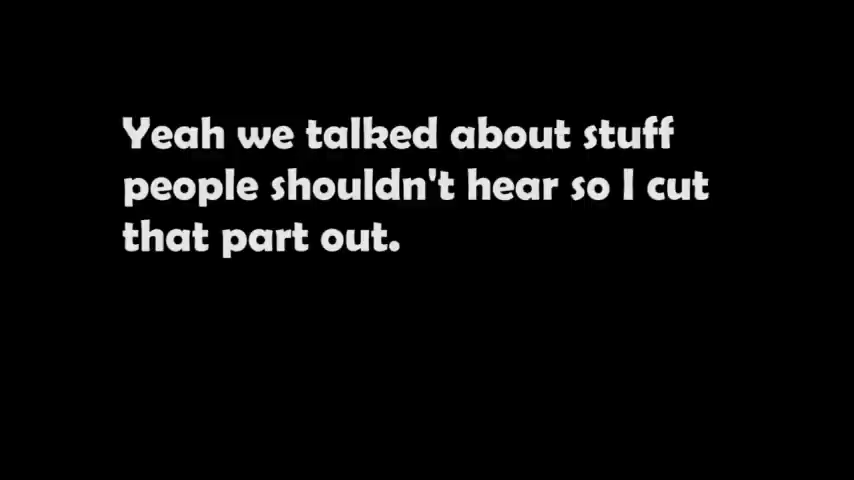 Yeah we talked about stuff
people shouldn't hear so I cut
that part out.